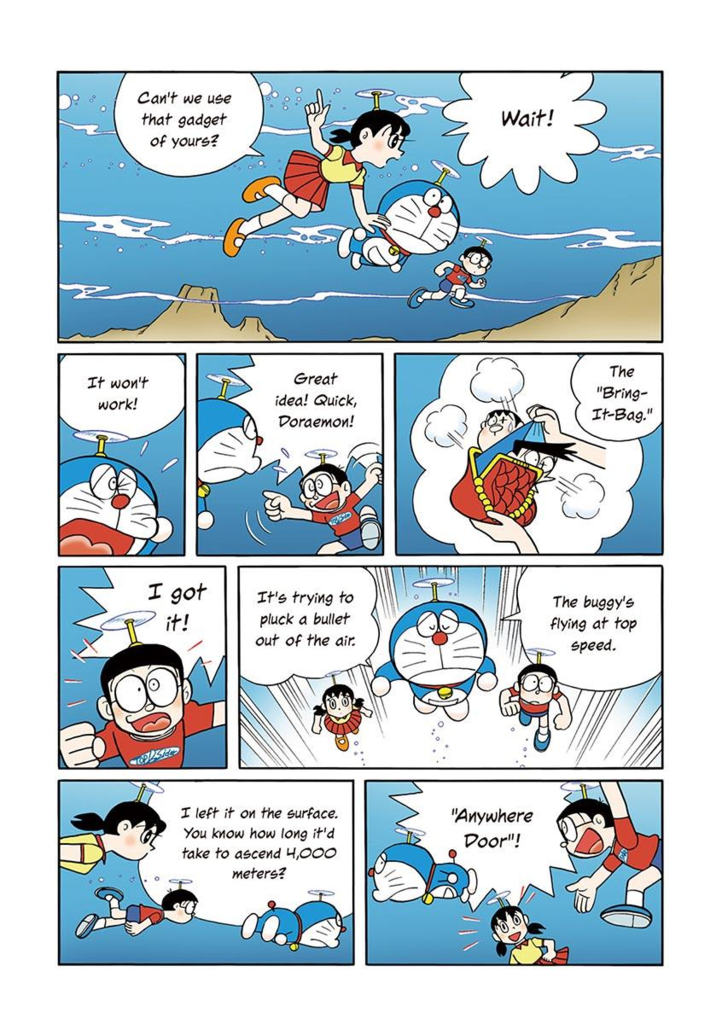 Wait!
Can't we use
that gadget
of yours?
The
"Bring-
It-Bag."
Great
idea! Quick,
Doraemon!
It won't
work!
The buggy's
flying at top
speed.
It's trying to
pluck a bullet
out of the air.
I got
it!
"Anywhere
Door"!
I left it on the surface.
You know how long it'd
take to ascend 4,000
meters?